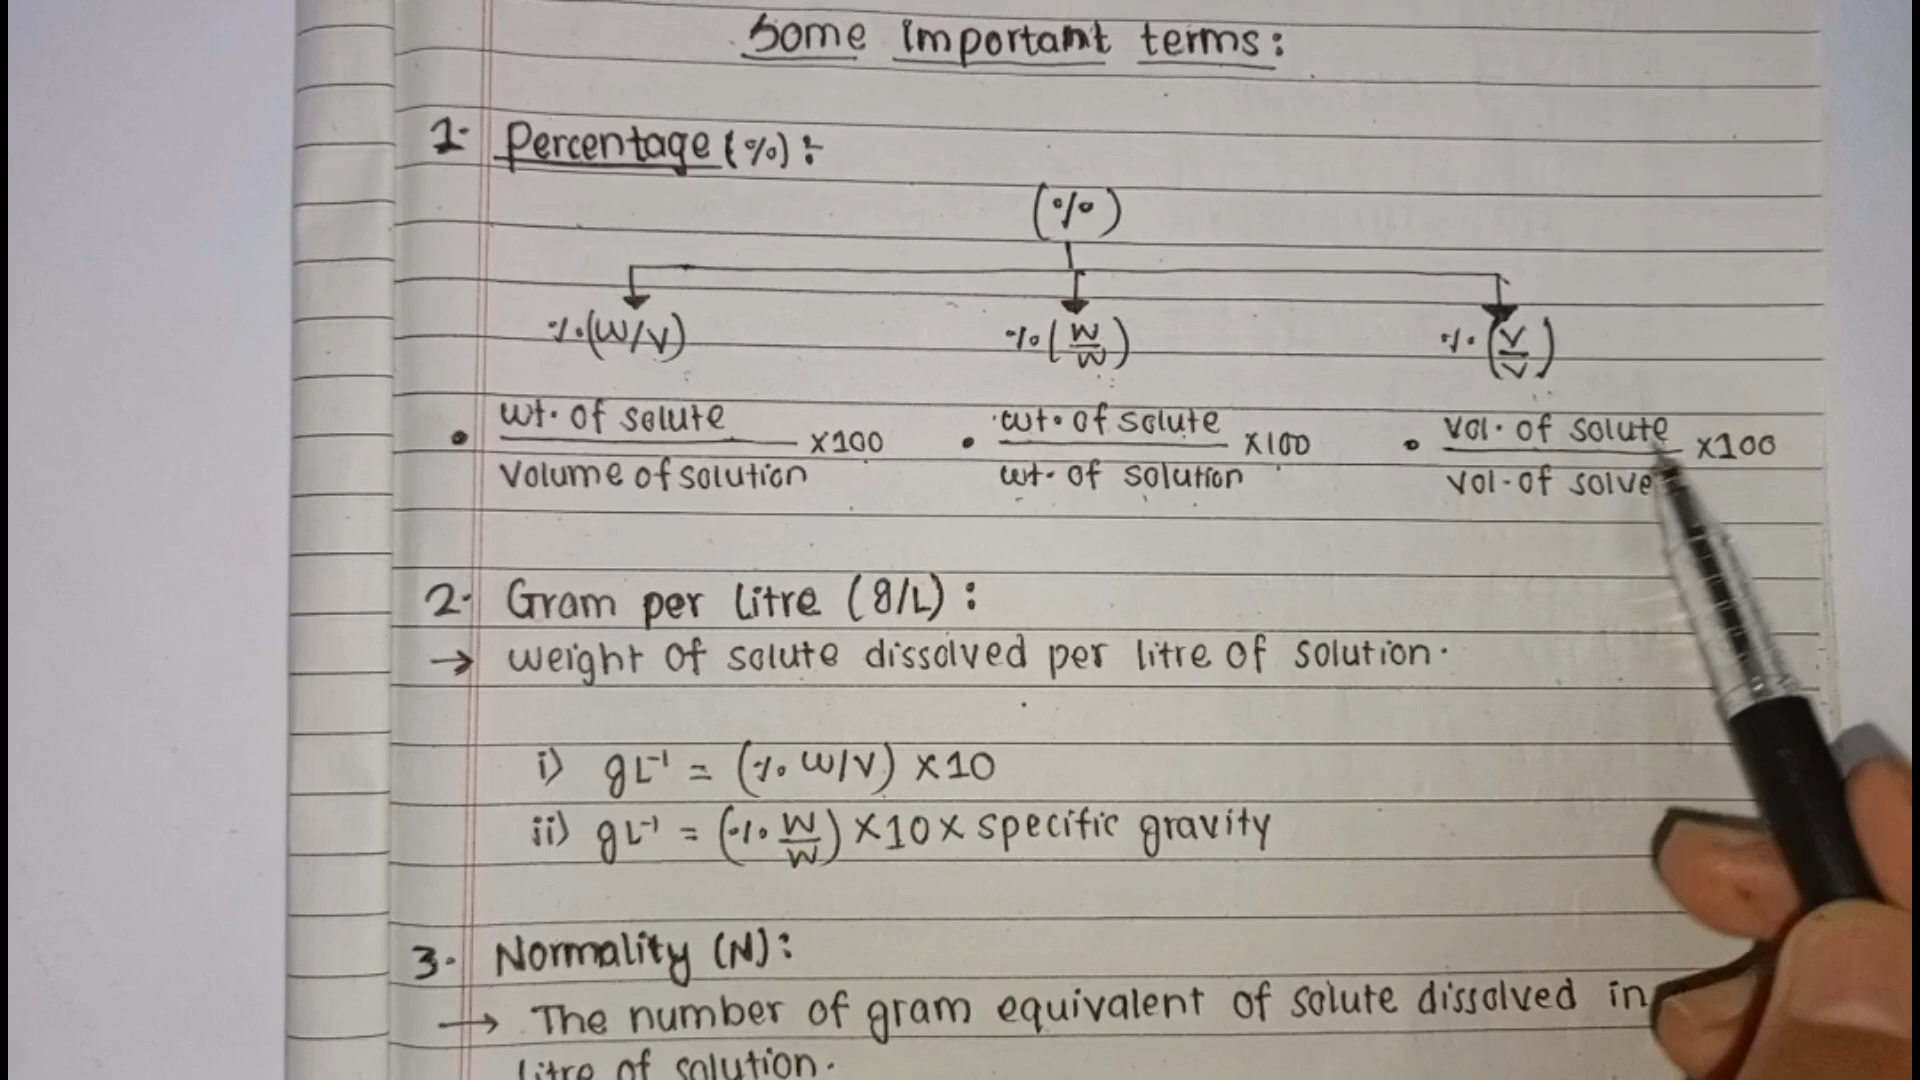 Some Important terms:
1. Percentage (%):-
(%)
%(W/V) %(W/W) %(V/V)
• wt. of solute / Volume of solution x100 • wt. of solute / wt. of solution x100 • Vol. of solute / Vol. of x100
2. Gram per litre (g/L):
→ weight of solute dissolved per litre of solution.
i) gL⁻¹ = (% W/V) x10
ii) gL⁻¹ = (% W/W) x10 x specific gravity
3. Normality (N):
→ The number of gram equivalent of solute dissolved in
litre of solution.